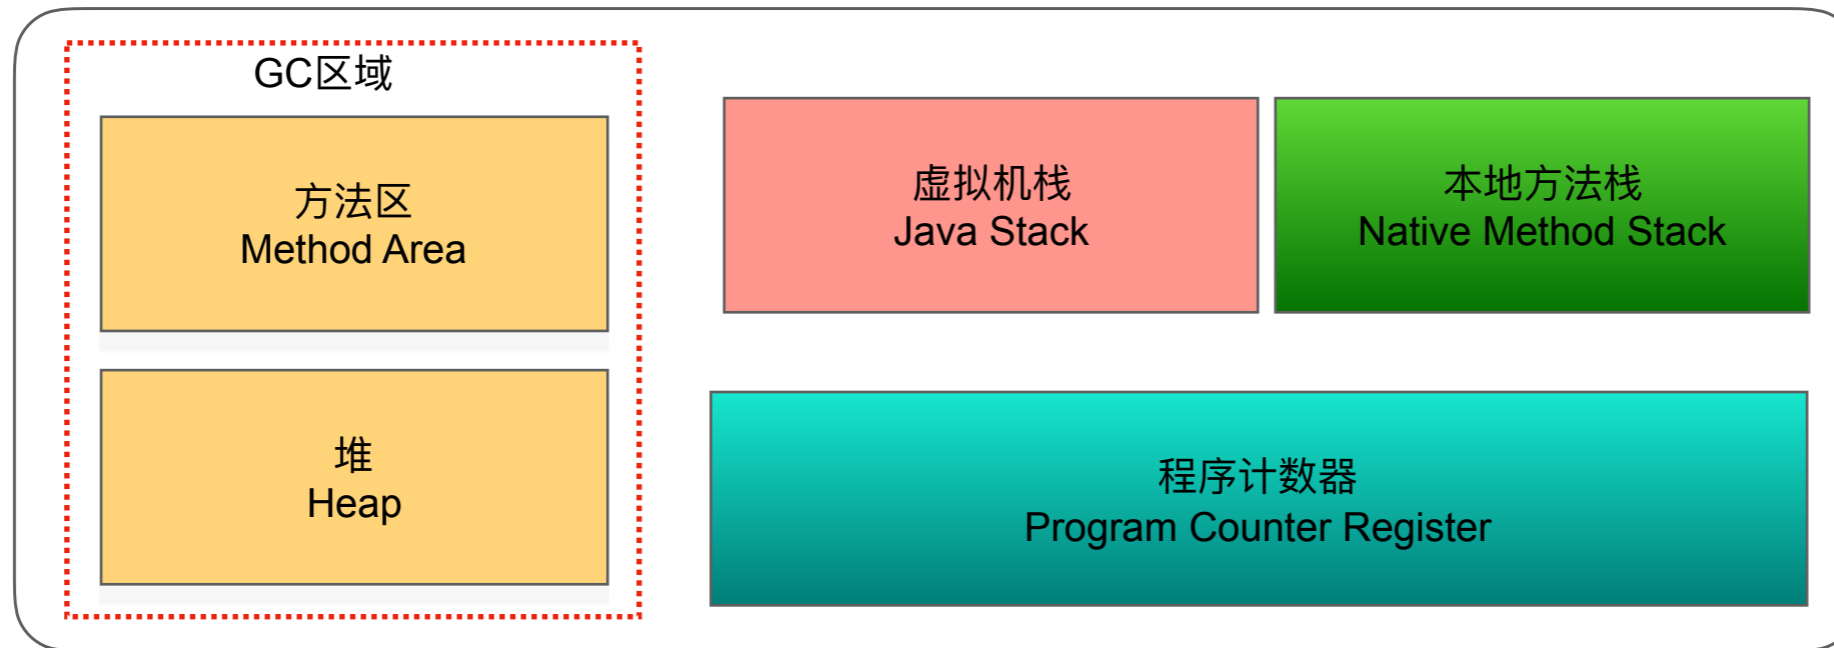 GC区域
方法区
Method Area
堆
Heap
虚拟机栈
Java Stack
本地方法栈
Native Method Stack
程序计数器
Program Counter Register